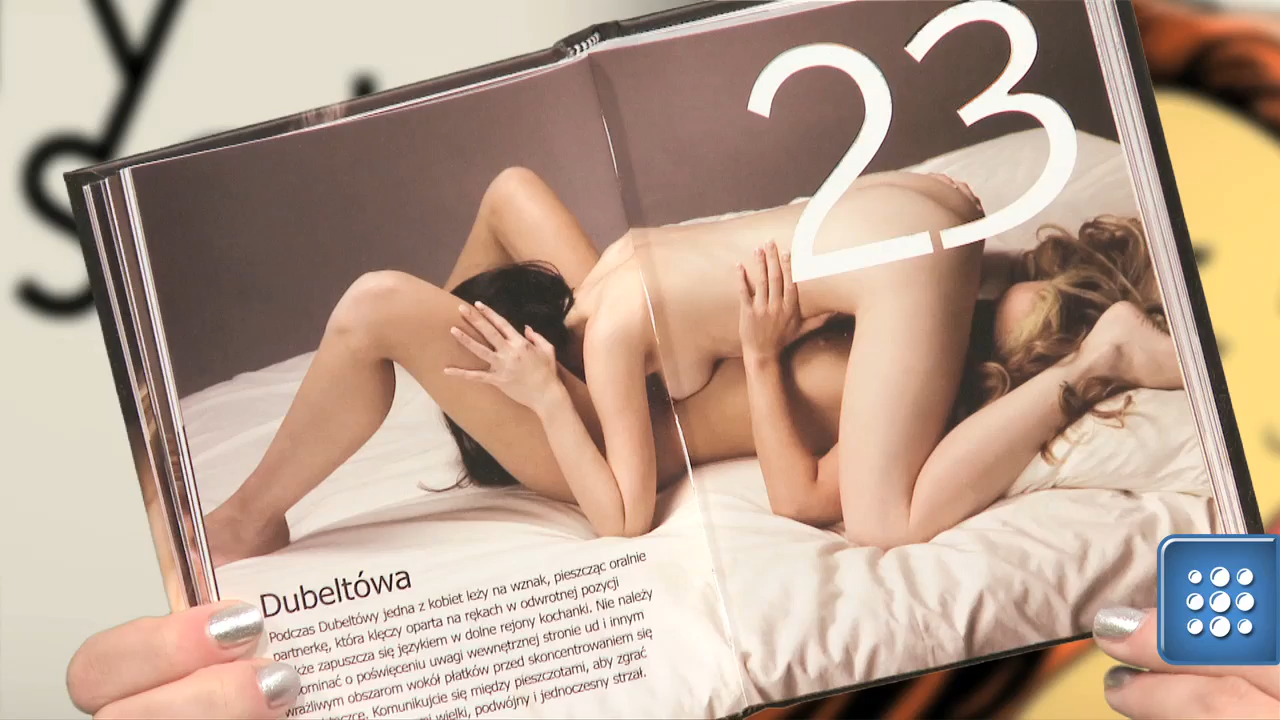 y
s
23
Dubeltówa
Podczas Dubeltówy jedna z kobiet leży na wznak, pieszcząc oralnie
partnerkę, która klęczy oparta na rękach w odwrotnej pozycji
także zapuszcza się językiem w dolne rejony kochanki. Nie należy
pominać o poświęceniu uwagi wewnętrznej stronie ud i innym
wrażliwym obszarom wokół płatków przed skoncentrowaniem się
Komunikujcie się między pieszczotami, aby zgrać
wielki, podwójny i jednoczesny strzał.